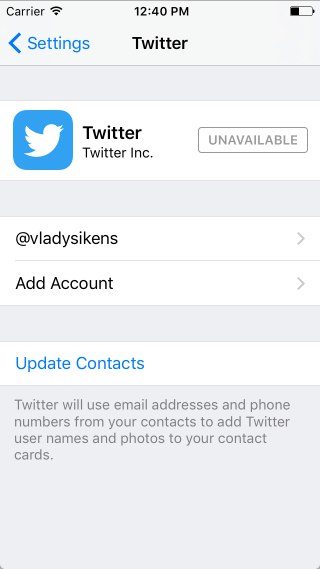 Carrier 12:40 PM
Settings Twitter
Twitter
Twitter Inc.
UNAVAILABLE
@vladysikens
Add Account
Update Contacts
Twitter will use email addresses and phone
numbers from your contacts to add Twitter
user names and photos to your contact
cards.